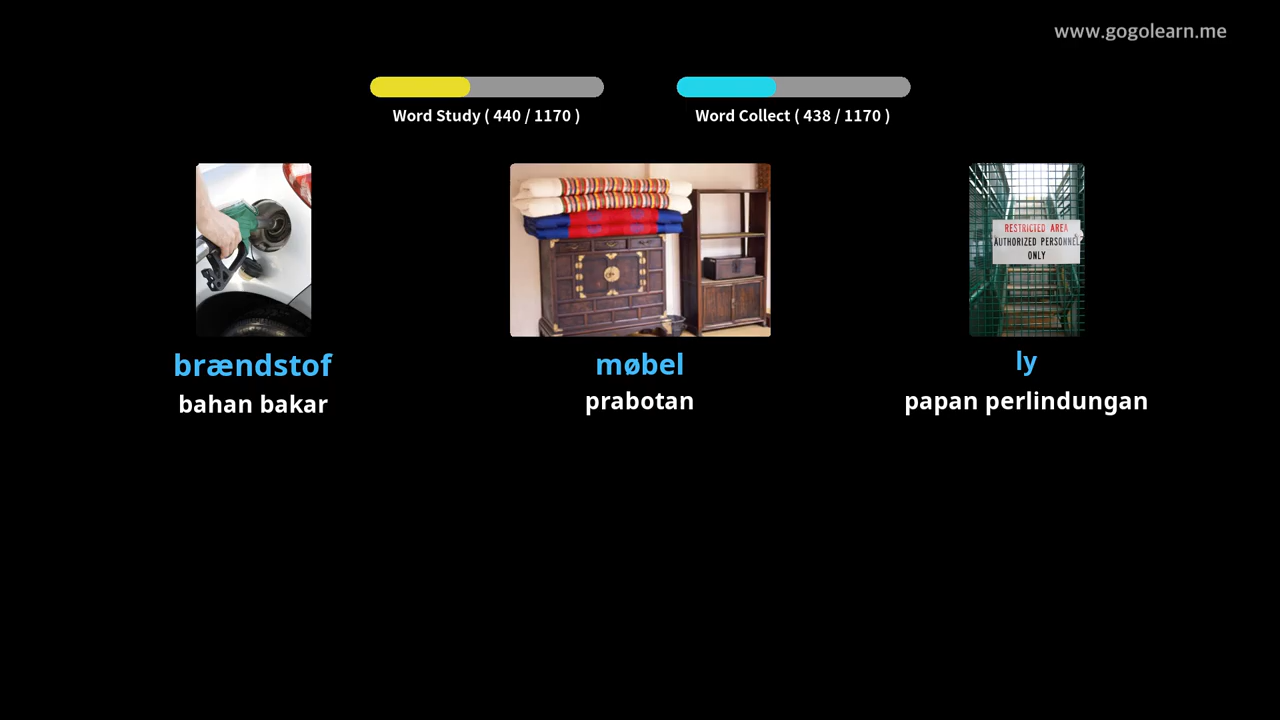 www.gogolearn.me
Word Study ( 440 / 1170 )
Word Collect ( 438 / 1170 )
RESTRICTED AREA
AUTHORIZED PERSONNEL
ONLY
brændstof
møbel
ly
bahan bakar
prabotan
papan perlindungan